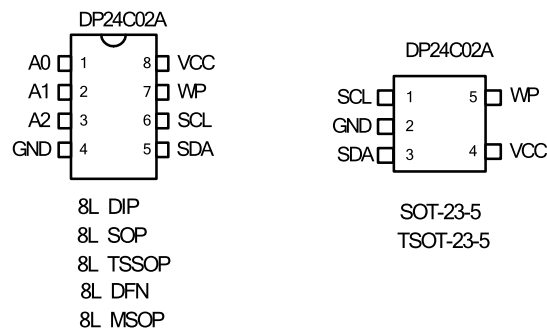 DP24C02A
A0 1 8 VCC
A1 2 7 WP
A2 3 6 SCL
GND 4 5 SDA
8L DIP
8L SOP
8L TSSOP
8L DFN
8L MSOP
DP24C02A
SCL 1 5 WP
GND 2
SDA 3 4 VCC
SOT-23-5
TSOT-23-5